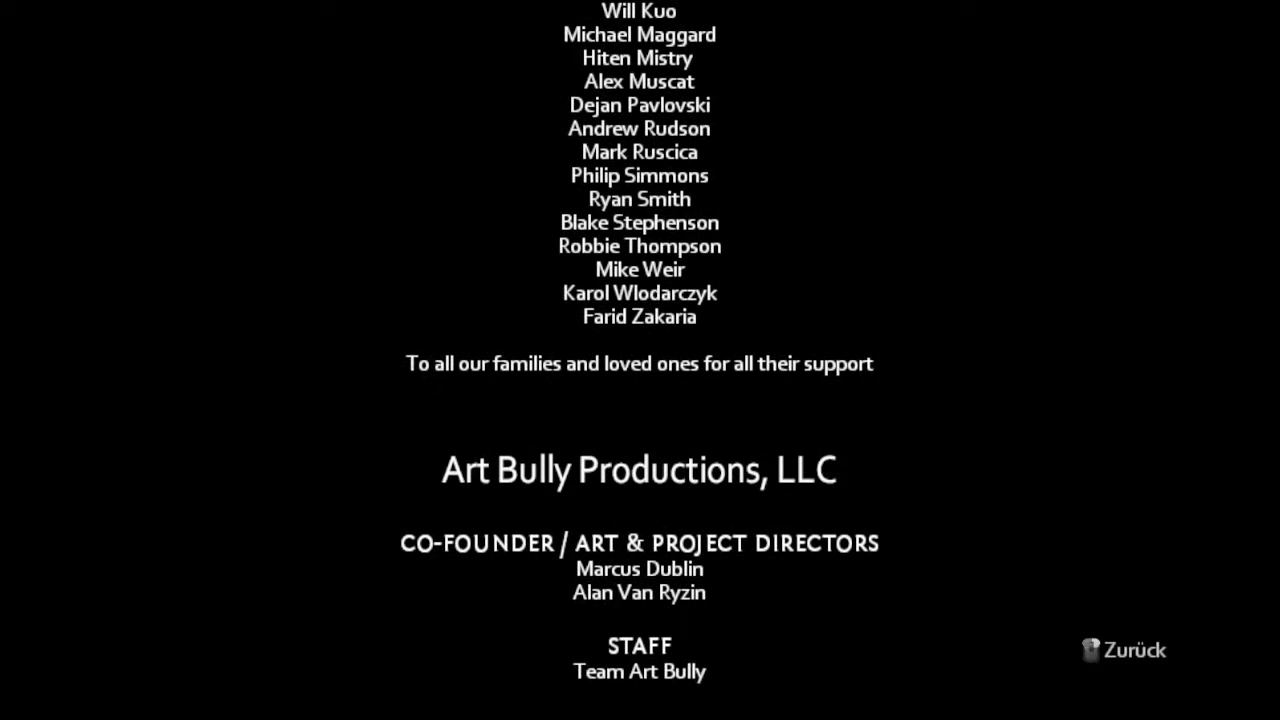 Will Kuo
Michael Maggard
Hiten Mistry
Alex Muscat
Dejan Pavlovski
Andrew Rudson
Mark Ruscica
Philip Simmons
Ryan Smith
Blake Stephenson
Robbie Thompson
Mike Weir
Karol Wlodarczyk
Farid Zakaria
To all our families and loved ones for all their support
Art Bully Productions, LLC
CO-FOUNDER / ART & PROJECT DIRECTORS
Marcus Dublin
Alan Van Ryzin
STAFF
Team Art Bully
Zurück